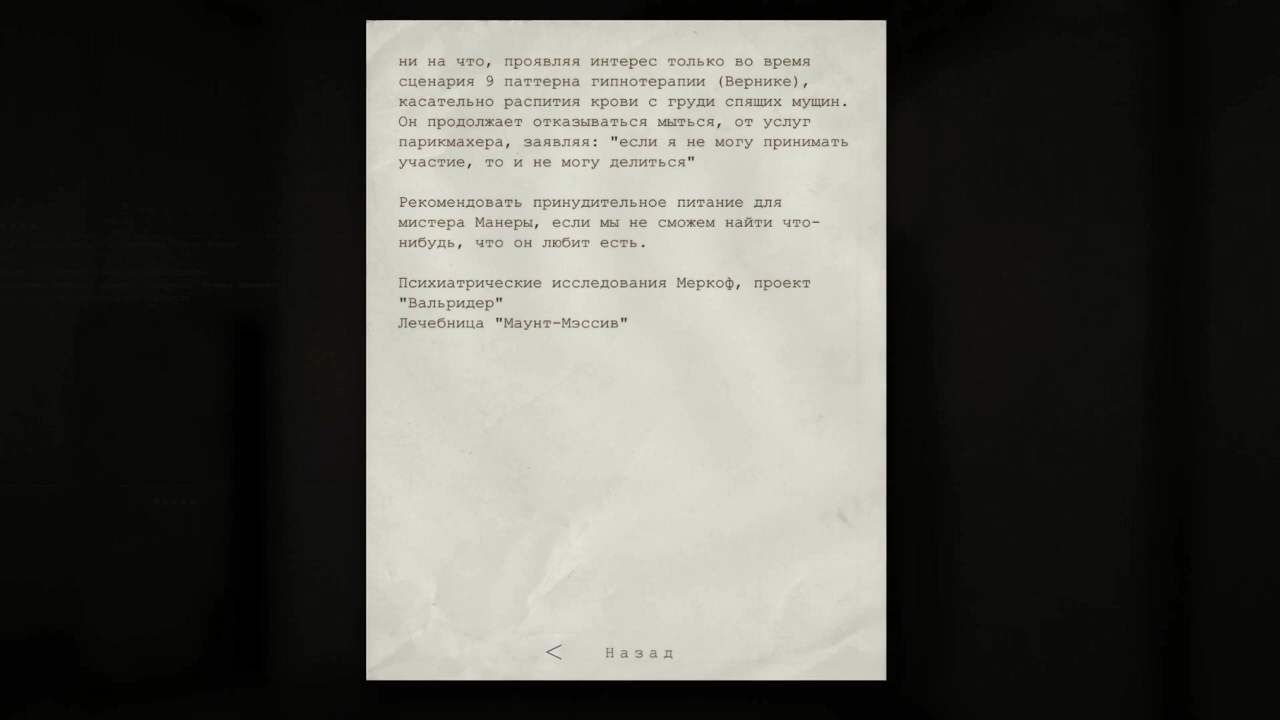 ни на что, проявляя интерес только во время
сценария 9 паттерна гипнотерапии (Вернике),
касательно распития крови с груди спящих мущин.
Он продолжает отказываться мыться, от услуг
парикмахера, заявляя: "если я не могу принимать
участие, то и не могу делиться"
Рекомендовать принудительное питание для
мистера Манеры, если мы не сможем найти что-
нибудь, что он любит есть.
Психиатрические исследования Меркоф, проект
"Вальридер"
Лечебница "Маунт-Мэссив"
< Назад